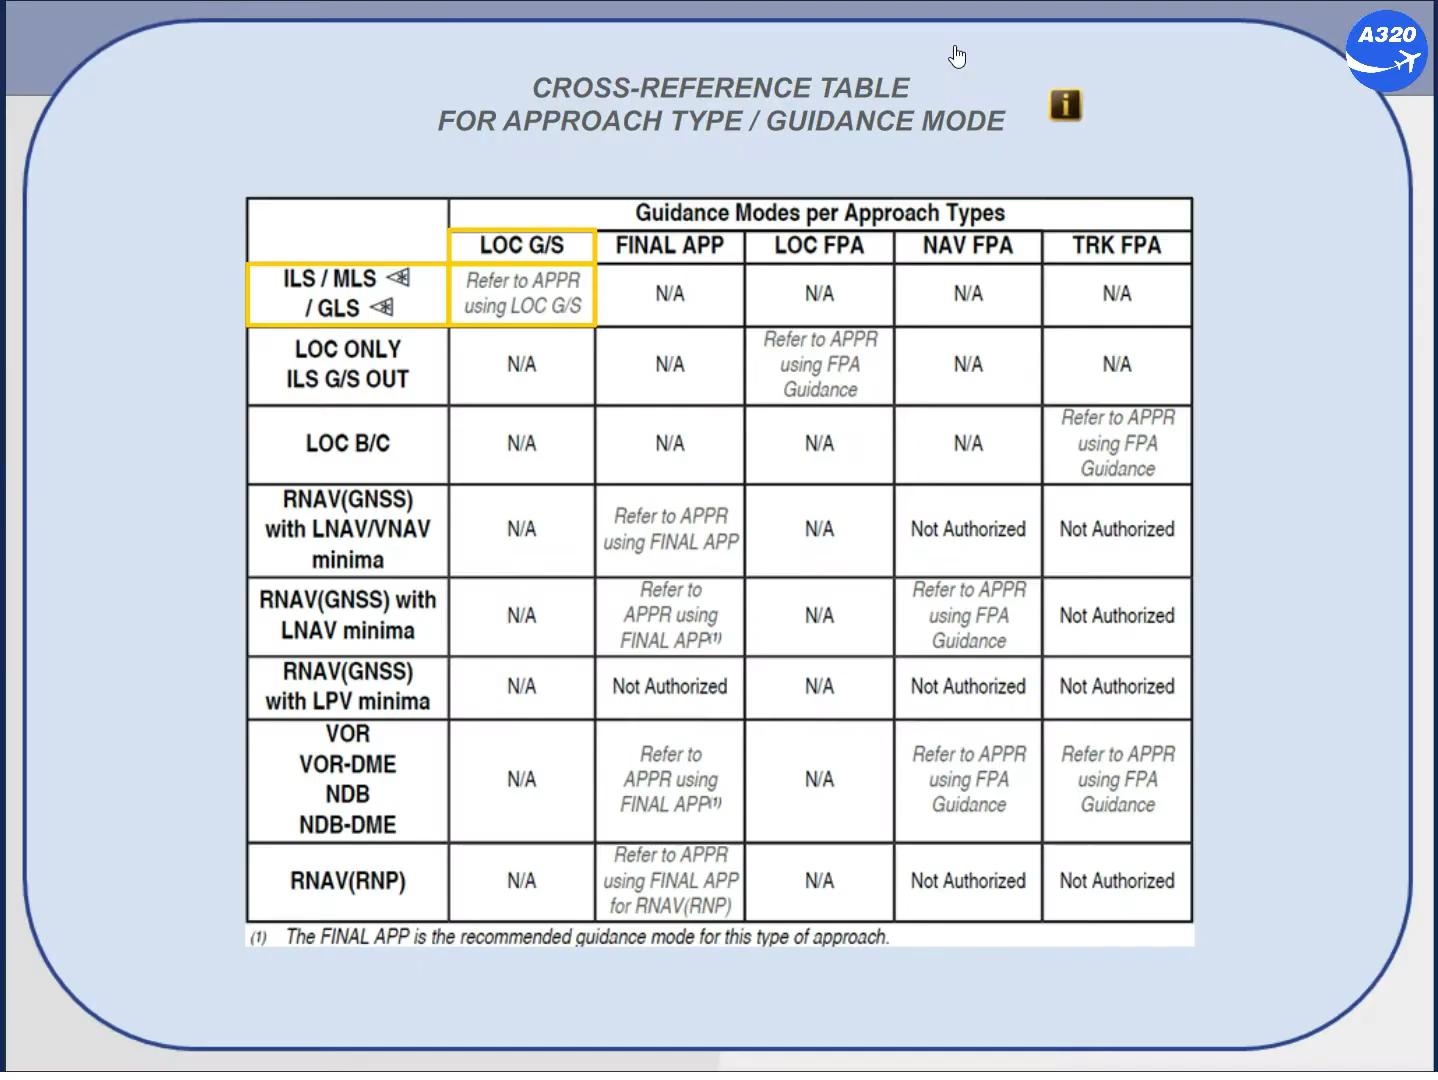 A320
CROSS-REFERENCE TABLE
FOR APPROACH TYPE / GUIDANCE MODE
i
Guidance Modes per Approach Types
LOC G/S FINAL APP LOC FPA NAV FPA TRK FPA
ILS / MLS
/ GLS
Refer to APPR
using LOC G/S
N/A N/A N/A N/A
LOC ONLY
ILS G/S OUT
N/A N/A
Refer to APPR
using FPA
Guidance
N/A N/A
LOC B/C
N/A N/A N/A N/A
Refer to APPR
using FPA
Guidance
RNAV(GNSS)
with LNAV/VNAV
minima
N/A
Refer to APPR
using FINAL APP
N/A Not Authorized Not Authorized
RNAV(GNSS) with
LNAV minima
N/A
Refer to
APPR using
FINAL APP(1)
N/A
Refer to APPR
using FPA
Guidance
Not Authorized
RNAV(GNSS)
with LPV minima
N/A Not Authorized N/A Not Authorized Not Authorized
VOR
VOR-DME
NDB
NDB-DME
N/A
Refer to
APPR using
FINAL APP(1)
N/A
Refer to APPR
using FPA
Guidance
Refer to APPR
using FPA
Guidance
RNAV(RNP)
N/A
Refer to APPR
using FINAL APP
for RNAV(RNP)
N/A Not Authorized Not Authorized
(1) The FINAL APP is the recommended guidance mode for this type of approach.